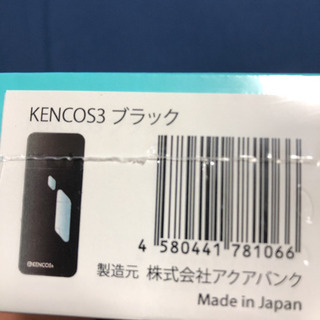 KENCOS3 ブラック
KENCOS3
4 580441 781066
製造元 株式会社アクアバンク
Made in Japan